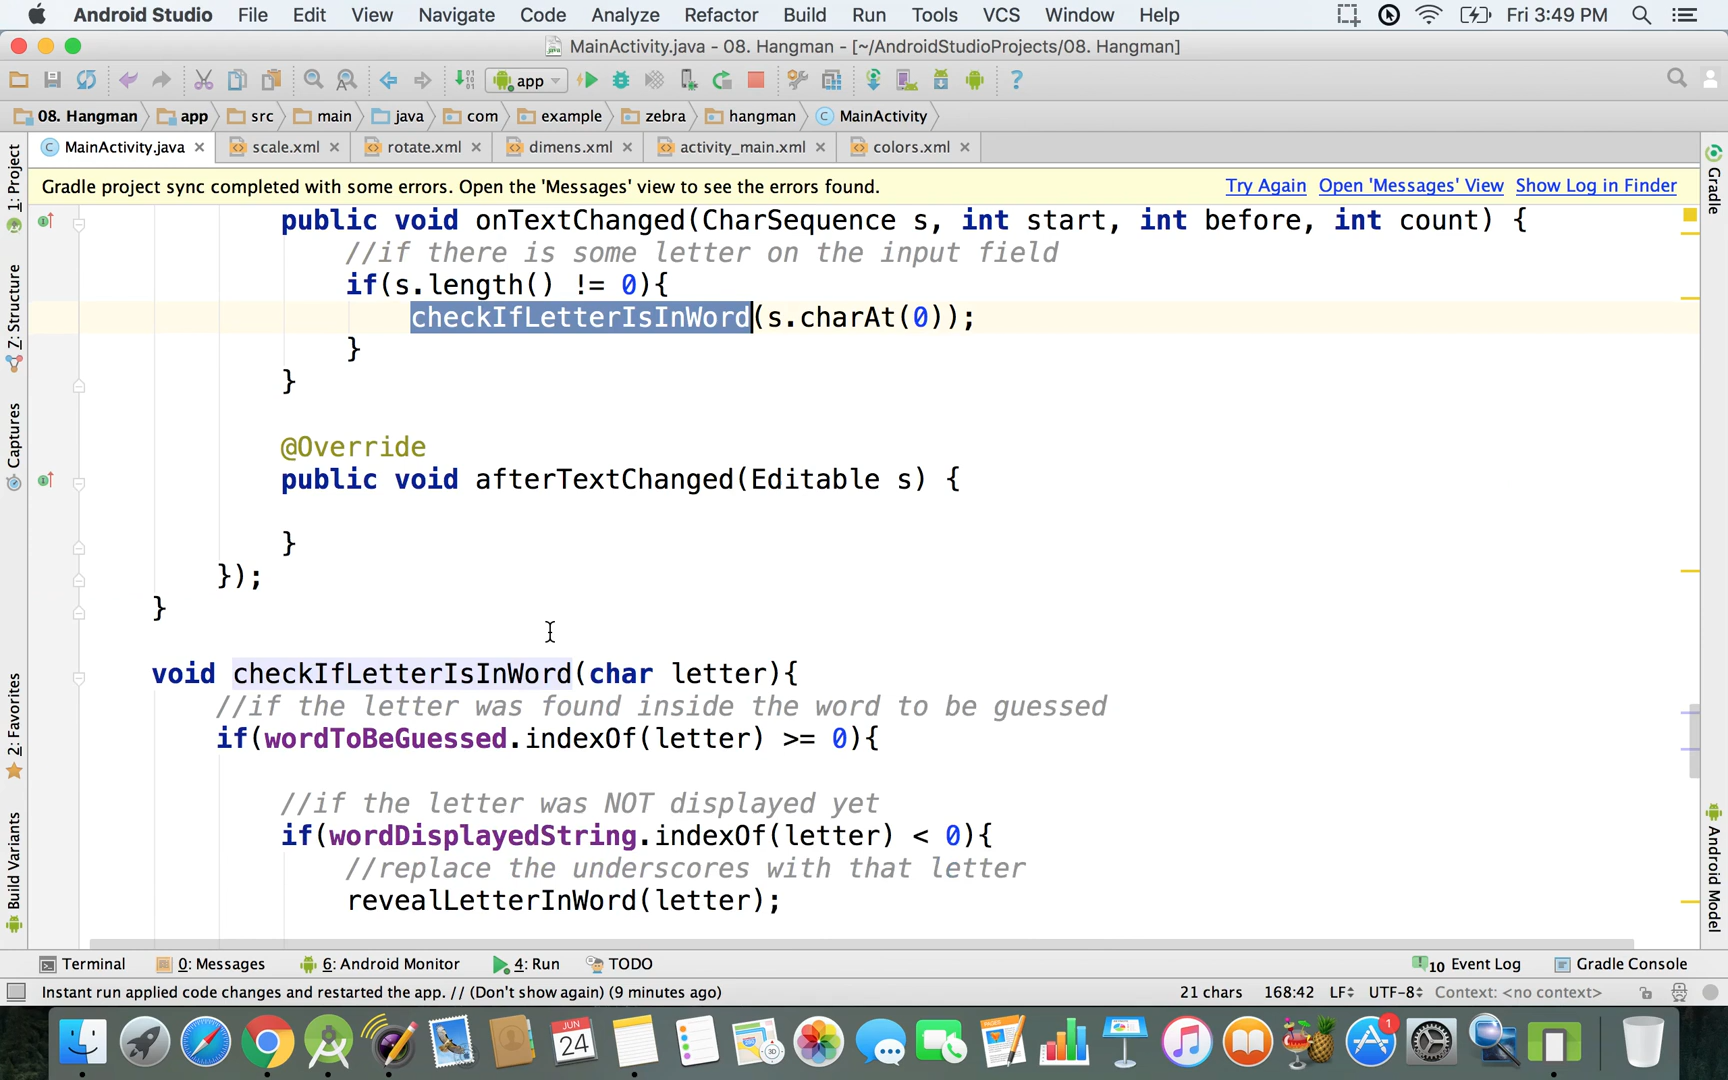 Android Studio File Edit View Navigate Code Analyze Refactor Build Run Tools VCS Window Help Fri 3:49 PM
MainActivity.java - 08. Hangman - [~/AndroidStudioProjects/08. Hangman]
app
08. Hangman app src main java com example zebra hangman MainActivity
MainActivity.java scale.xml rotate.xml dimens.xml activity_main.xml colors.xml
Gradle project sync completed with some errors. Open the 'Messages' view to see the errors found. Try Again Open 'Messages' View Show Log in Finder
public void onTextChanged(CharSequence s, int start, int before, int count) {
//if there is some letter on the input field
if(s.length() != 0){
checkIfLetterIsInWord(s.charAt(0));
}
}
@Override
public void afterTextChanged(Editable s) {
}
});
}
void checkIfLetterIsInWord(char letter){
//if the letter was found inside the word to be guessed
if(wordToBeGuessed.indexOf(letter) >= 0){
//if the letter was NOT displayed yet
if(wordDisplayedString.indexOf(letter) < 0){
//replace the underscores with that letter
revealLetterInWord(letter);
1: Project
7: Structure
Captures
2: Favorites
Build Variants
Gradle
Android Model
Terminal 0: Messages 6: Android Monitor 4: Run TODO 10 Event Log Gradle Console
Instant run applied code changes and restarted the app. // (Don't show again) (9 minutes ago) 21 chars 168:42 LF UTF-8 Context: <no context>
JUN
24
3D
1